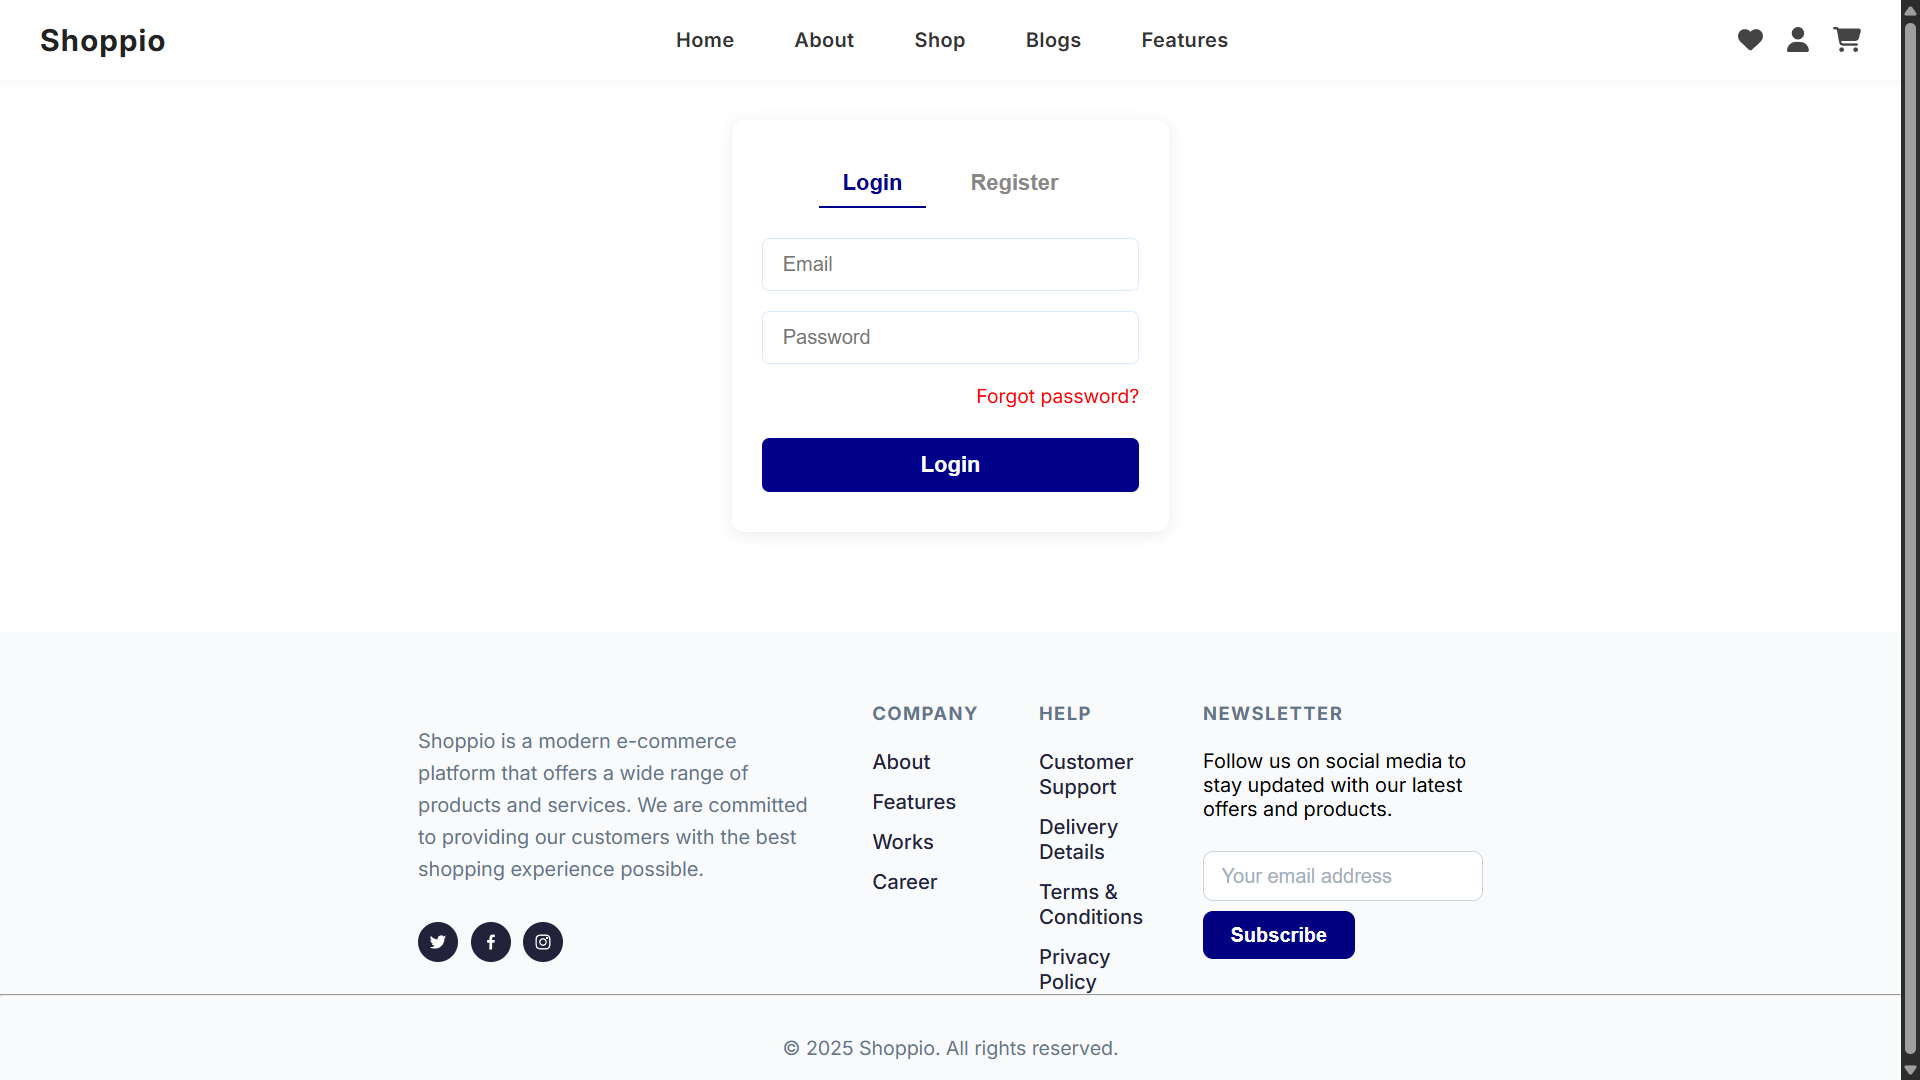 Shoppio
Home
About
Shop
Blogs
Features
Login
Register
Email
Password
Forgot password?
Login
Shoppio is a modern e-commerce
platform that offers a wide range of
products and services. We are committed
to providing our customers with the best
shopping experience possible.
COMPANY
About
Features
Works
Career
HELP
Customer
Support
Delivery
Details
Terms &
Conditions
Privacy
Policy
NEWSLETTER
Follow us on social media to
stay updated with our latest
offers and products.
Your email address
Subscribe
© 2025 Shoppio. All rights reserved.